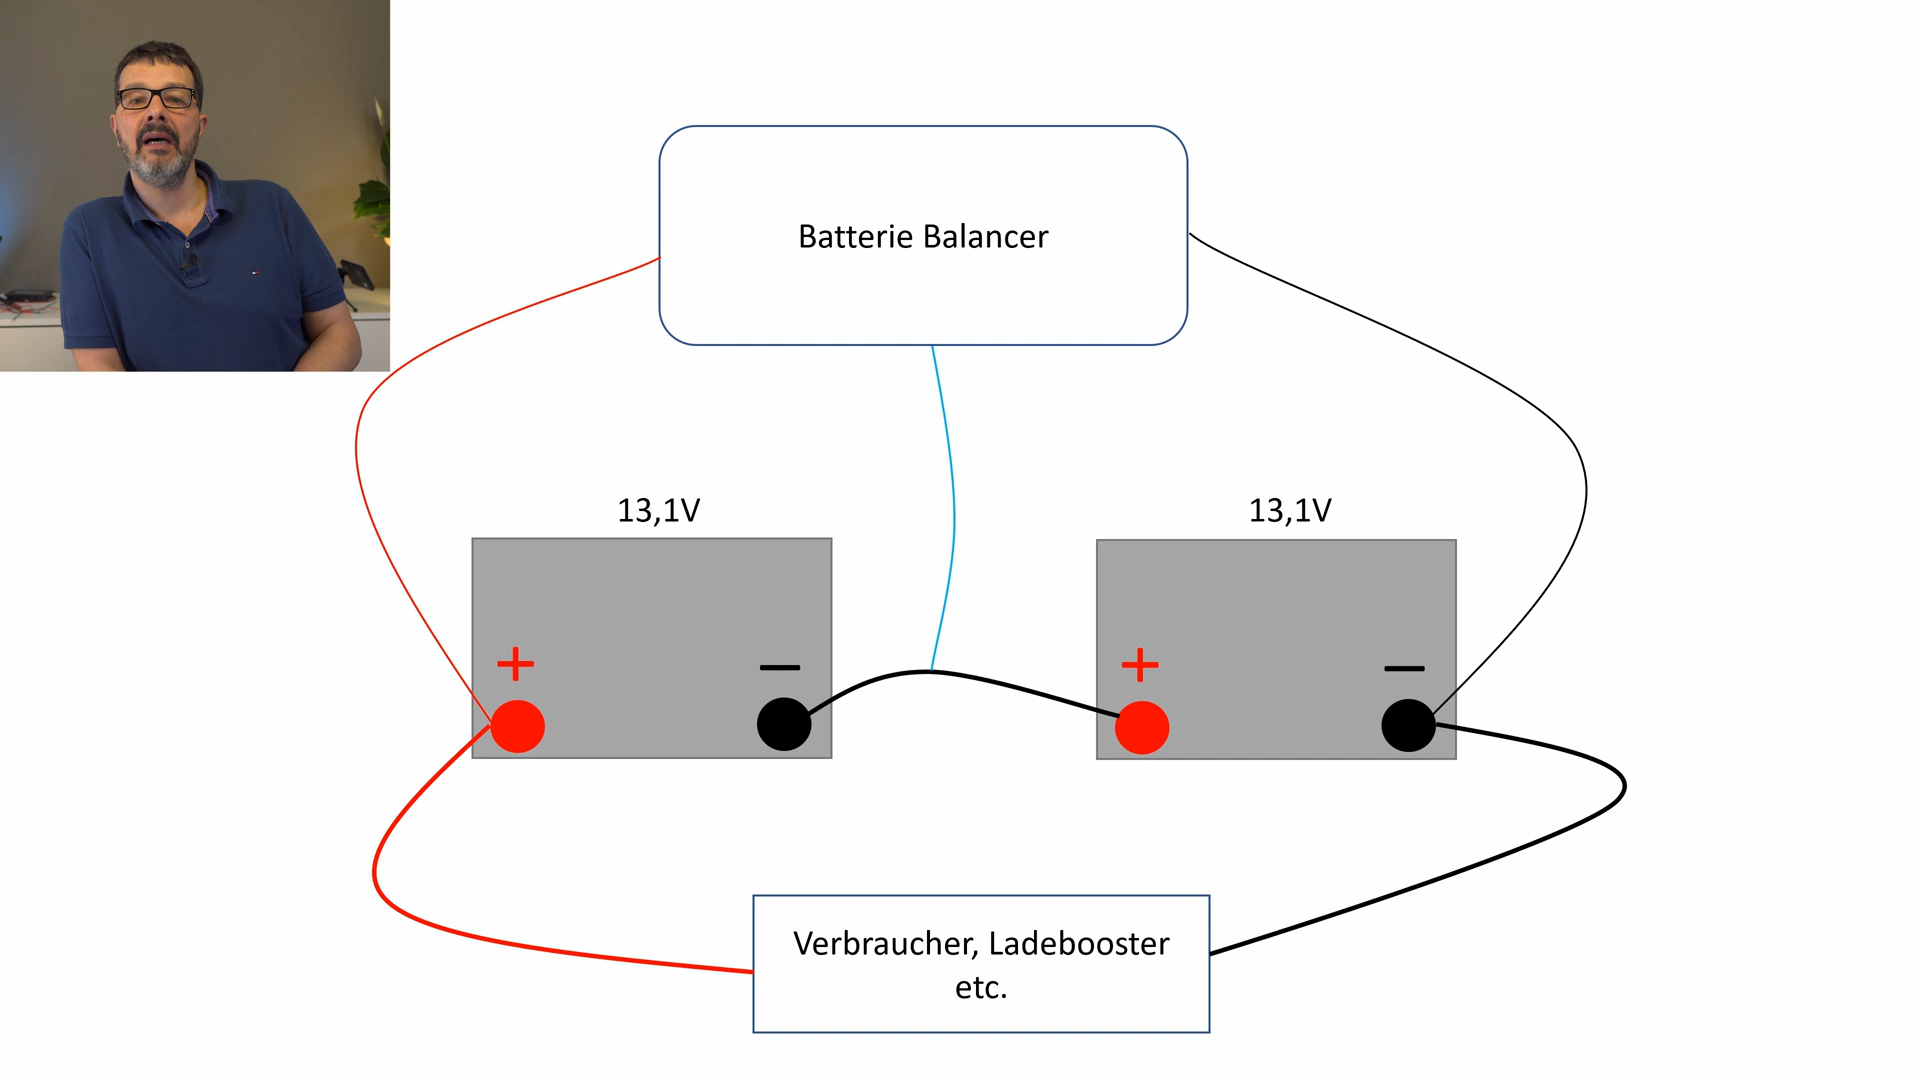 Batterie Balancer
13,1V
13,1V
+
–
+
–
Verbraucher, Ladebooster
etc.